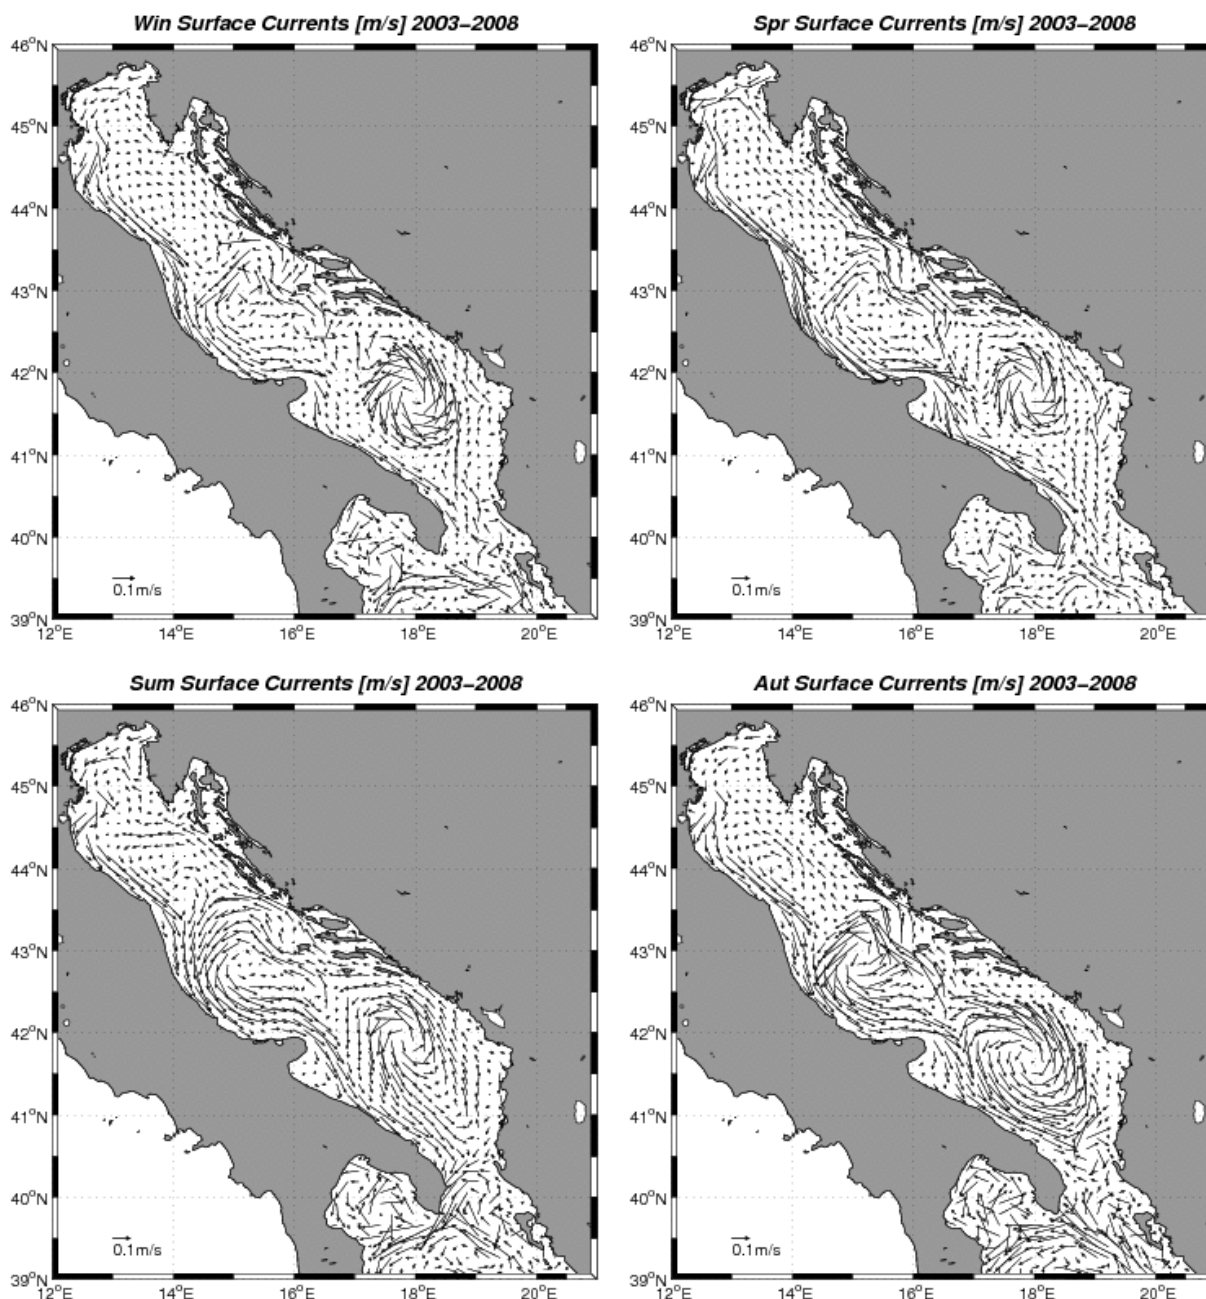 Win Surface Currents [m/s] 2003−2008
46°N
45°N
44°N
43°N
42°N
41°N
40°N
39°N
0.1m/s
12°E 14°E 16°E 18°E 20°E
Spr Surface Currents [m/s] 2003−2008
46°N
45°N
44°N
43°N
42°N
41°N
40°N
39°N
0.1m/s
12°E 14°E 16°E 18°E 20°E
Sum Surface Currents [m/s] 2003−2008
46°N
45°N
44°N
43°N
42°N
41°N
40°N
39°N
0.1m/s
12°E 14°E 16°E 18°E 20°E
Aut Surface Currents [m/s] 2003−2008
46°N
45°N
44°N
43°N
42°N
41°N
40°N
39°N
0.1m/s
12°E 14°E 16°E 18°E 20°E